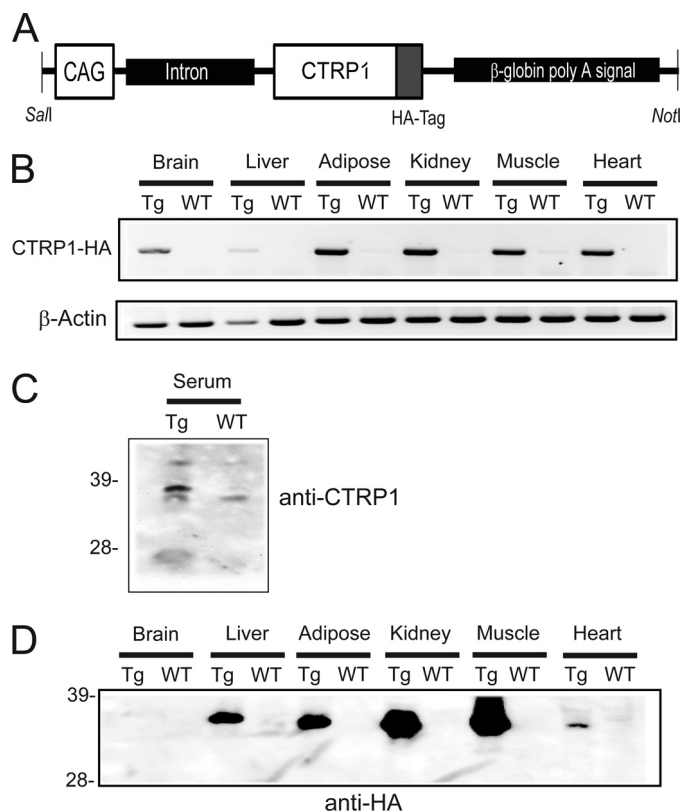 A
CAG Intron CTRP1 β-globin poly A signal
SalI HA-Tag NotI
B
Brain Liver Adipose Kidney Muscle Heart
Tg WT Tg WT Tg WT Tg WT Tg WT Tg WT
CTRP1-HA
β-Actin
C
Serum
Tg WT
39-
anti-CTRP1
28-
D
Brain Liver Adipose Kidney Muscle Heart
Tg WT Tg WT Tg WT Tg WT Tg WT Tg WT
39-
28-
anti-HA